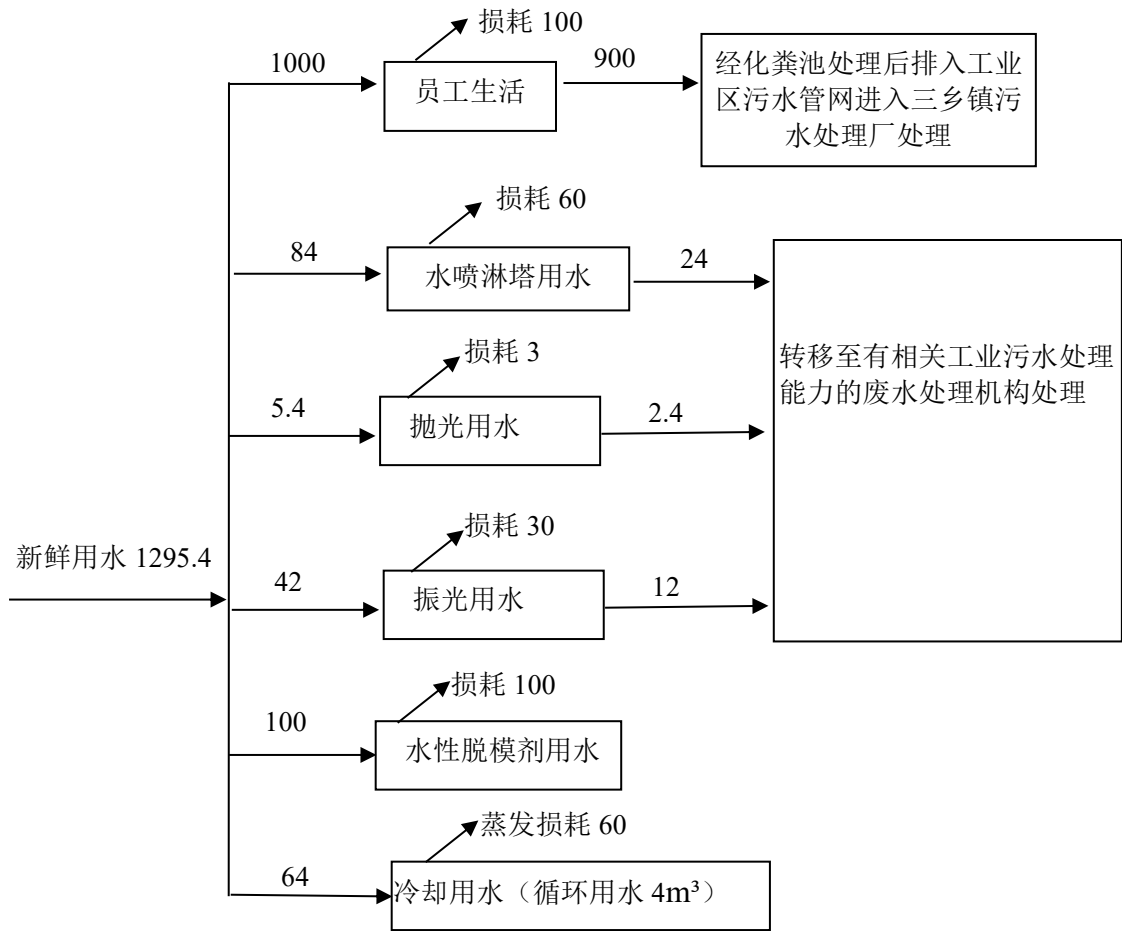 损耗 100
1000
员工生活
900
经化粪池处理后排入工业
区污水管网进入三乡镇污
水处理厂处理
损耗 60
84
水喷淋塔用水
24
转移至有相关工业污水处理
能力的废水处理机构处理
损耗 3
5.4
抛光用水
2.4
新鲜用水 1295.4
损耗 30
42
振光用水
12
损耗 100
100
水性脱模剂用水
蒸发损耗 60
64
冷却用水（循环用水 4m³）